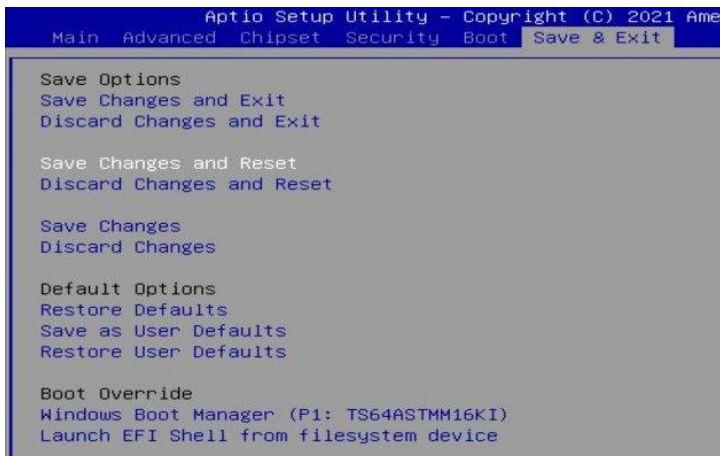 Aptio Setup Utility – Copyright (C) 2021 Ame
Main Advanced Chipset Security Boot Save & Exit
Save Options
Save Changes and Exit
Discard Changes and Exit
Save Changes and Reset
Discard Changes and Reset
Save Changes
Discard Changes
Default Options
Restore Defaults
Save as User Defaults
Restore User Defaults
Boot Override
Windows Boot Manager (P1: TS64ASTMM16KI)
Launch EFI Shell from filesystem device